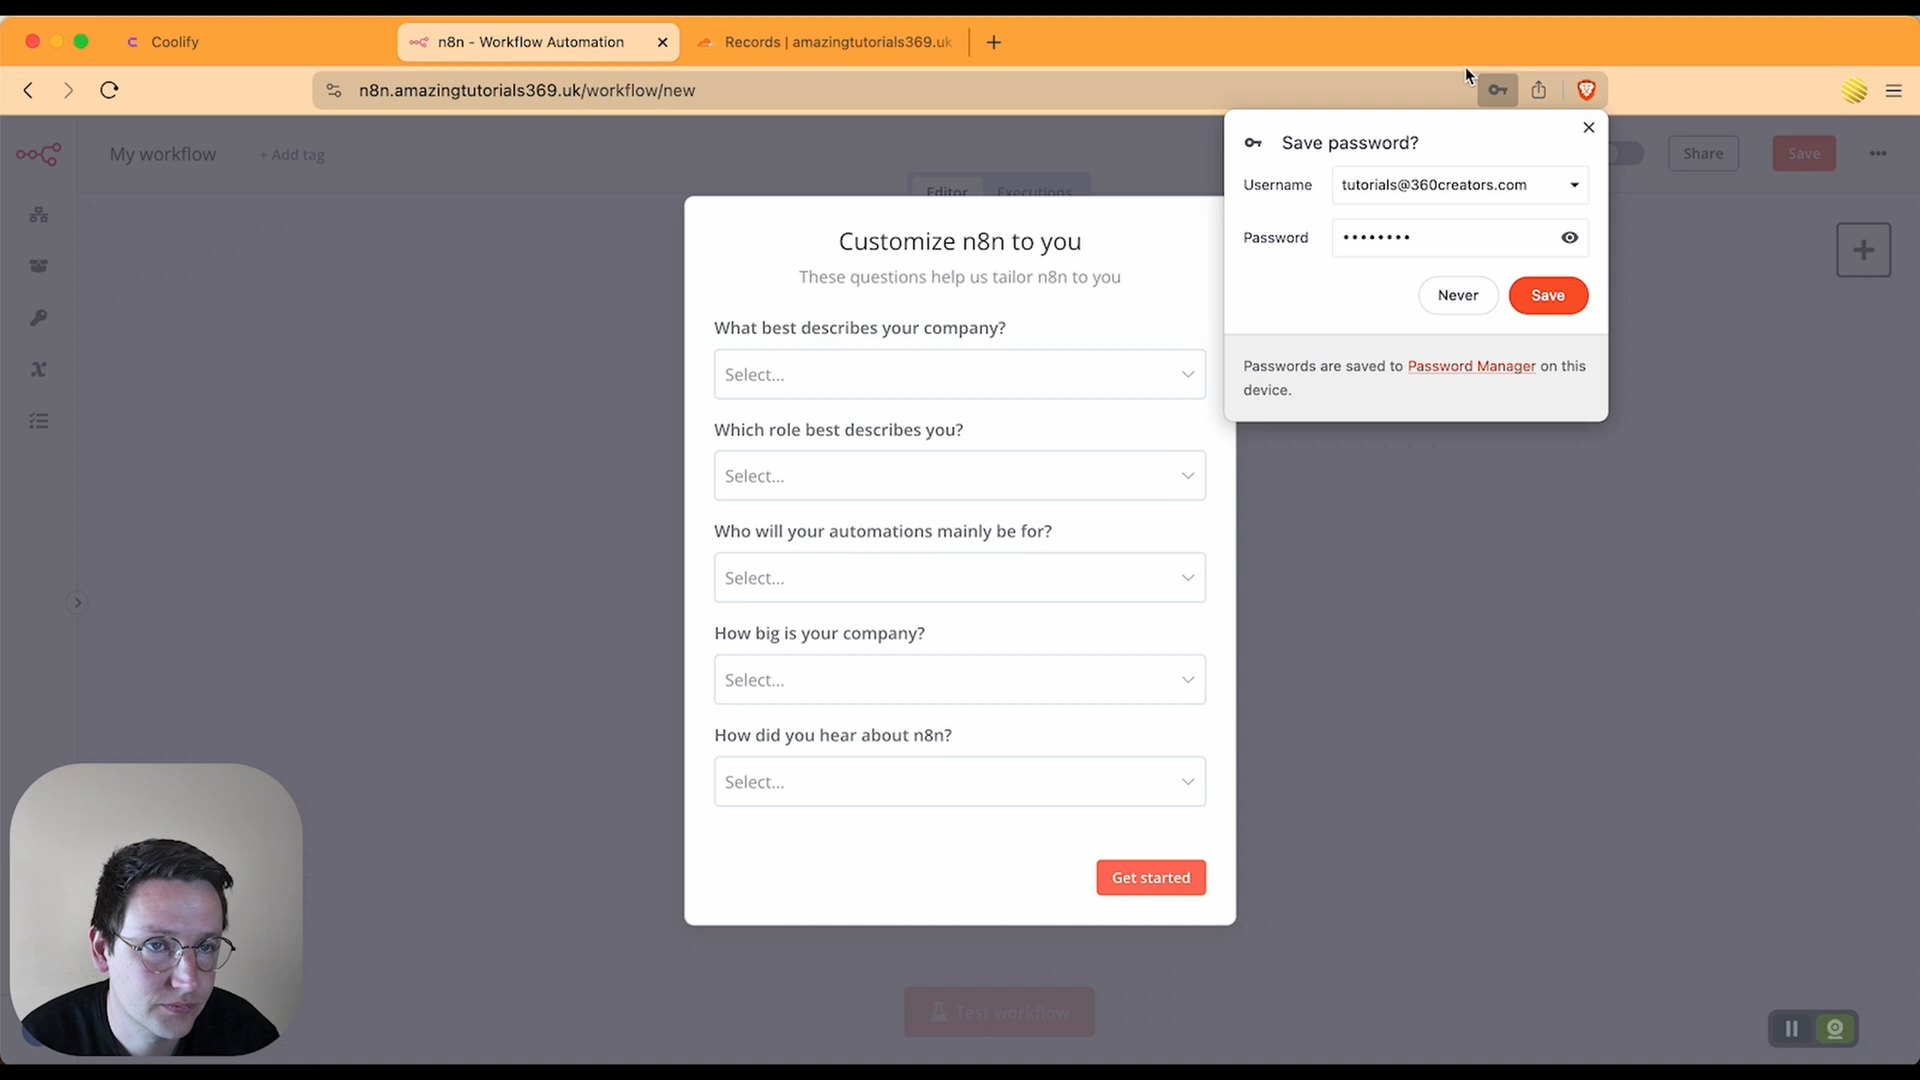 Coolify
n8n - Workflow Automation
Records | amazingtutorials369.uk
n8n.amazingtutorials369.uk/workflow/new
My workflow
+ Add tag
Share
Save
Editor
Executions
Save password?
Username
tutorials@360creators.com
Password
••••••••
Never
Save
Passwords are saved to Password Manager on this
device.
Customize n8n to you
These questions help us tailor n8n to you
What best describes your company?
Select...
Which role best describes you?
Select...
Who will your automations mainly be for?
Select...
How big is your company?
Select...
How did you hear about n8n?
Select...
Get started
Test workflow